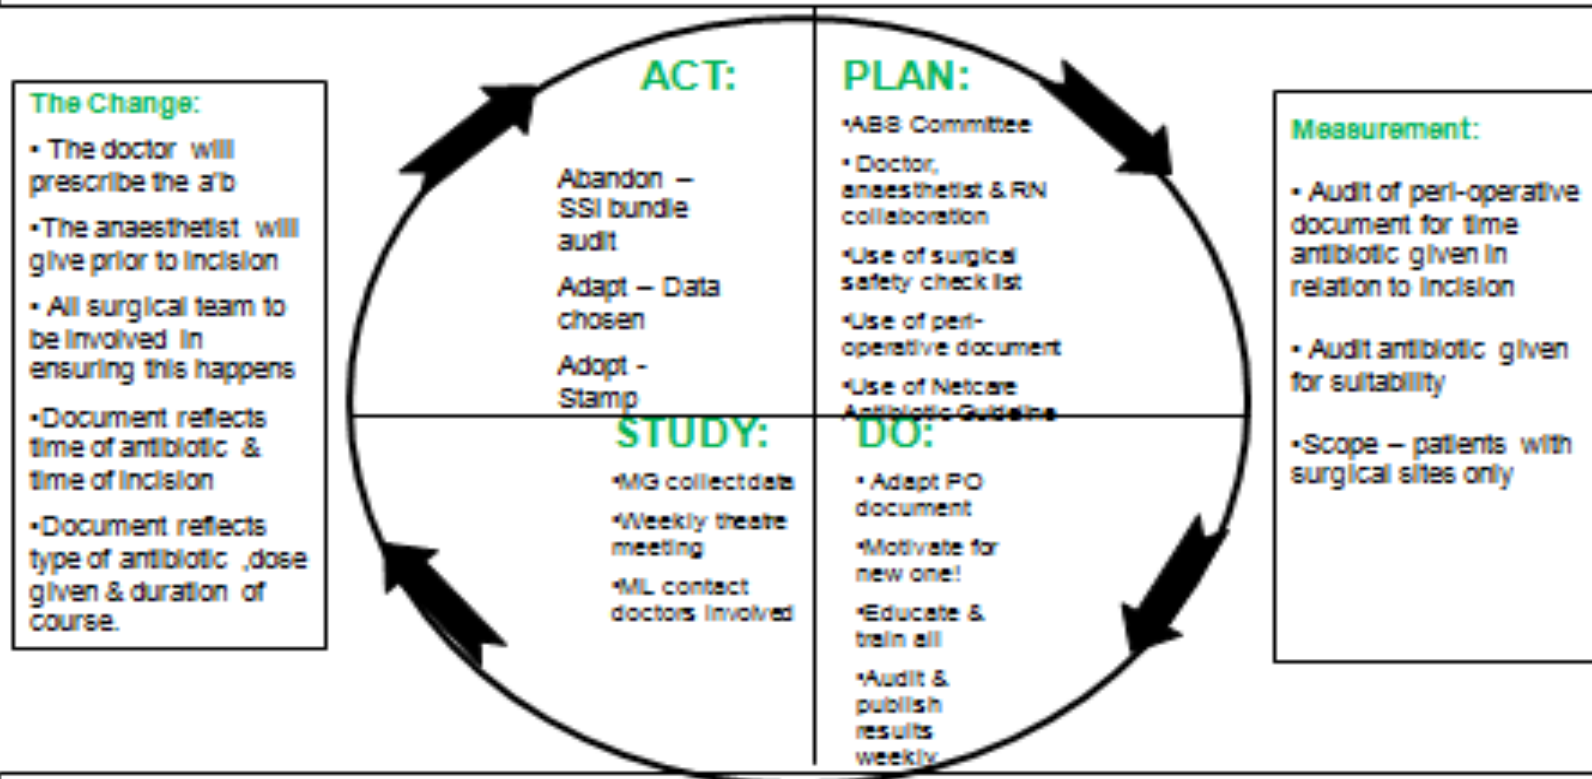 The Change:
• The doctor will
prescribe the a'b
•The anaesthetist will
give prior to incision
• All surgical team to
be involved in
ensuring this happens
•Document reflects
time of antibiotic &
time of incision
•Document reflects
type of antibiotic ,dose
given & duration of
course.
ACT:
Abandon –
SSI bundle
audit
Adapt – Data
chosen
Adopt -
Stamp
PLAN:
•ABS Committee
• Doctor,
anaesthetist & RN
collaboration
•Use of surgical
safety check list
•Use of peri-
operative document
•Use of Netcare
Antibiotic Guideline
STUDY:
•MG collect data
•Weekly theatre
meeting
•ML contact
doctors involved
DO:
• Adapt PO
document
•Motivate for
new one!
•Educate &
train all
•Audit &
publish
results
weekly
Measurement:
• Audit of peri-operative
document for time
antibiotic given in
relation to incision
• Audit antibiotic given
for suitability
•Scope – patients with
surgical sites only